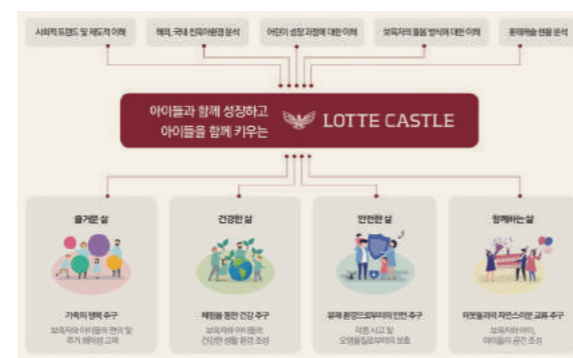 사회적 트랜드 및 제도적 이해
해외, 국내 친육아환경 분석
어린이 성장 과정에 대한 이해
보육자의 돌봄 방식에 대한 이해
롯데캐슬 현황 분석
아이들과 함께 성장하고
아이들을 함께 키우는
LOTTE CASTLE
즐거운 삶
건강한 삶
안전한 삶
함께하는 삶
가족의 행복 추구
보육자와 아이들의 편의 및
주거 쾌적성 고려
체험을 통한 건강 추구
보육자와 아이들의
건강한 생활 환경 조성
유해 환경으로부터의 안전 추구
각종 사고 및
오염물질로부터의 보호
이웃들과의 자연스러운 교류 추구
보육자와 아이,
아이들의 공간 조성